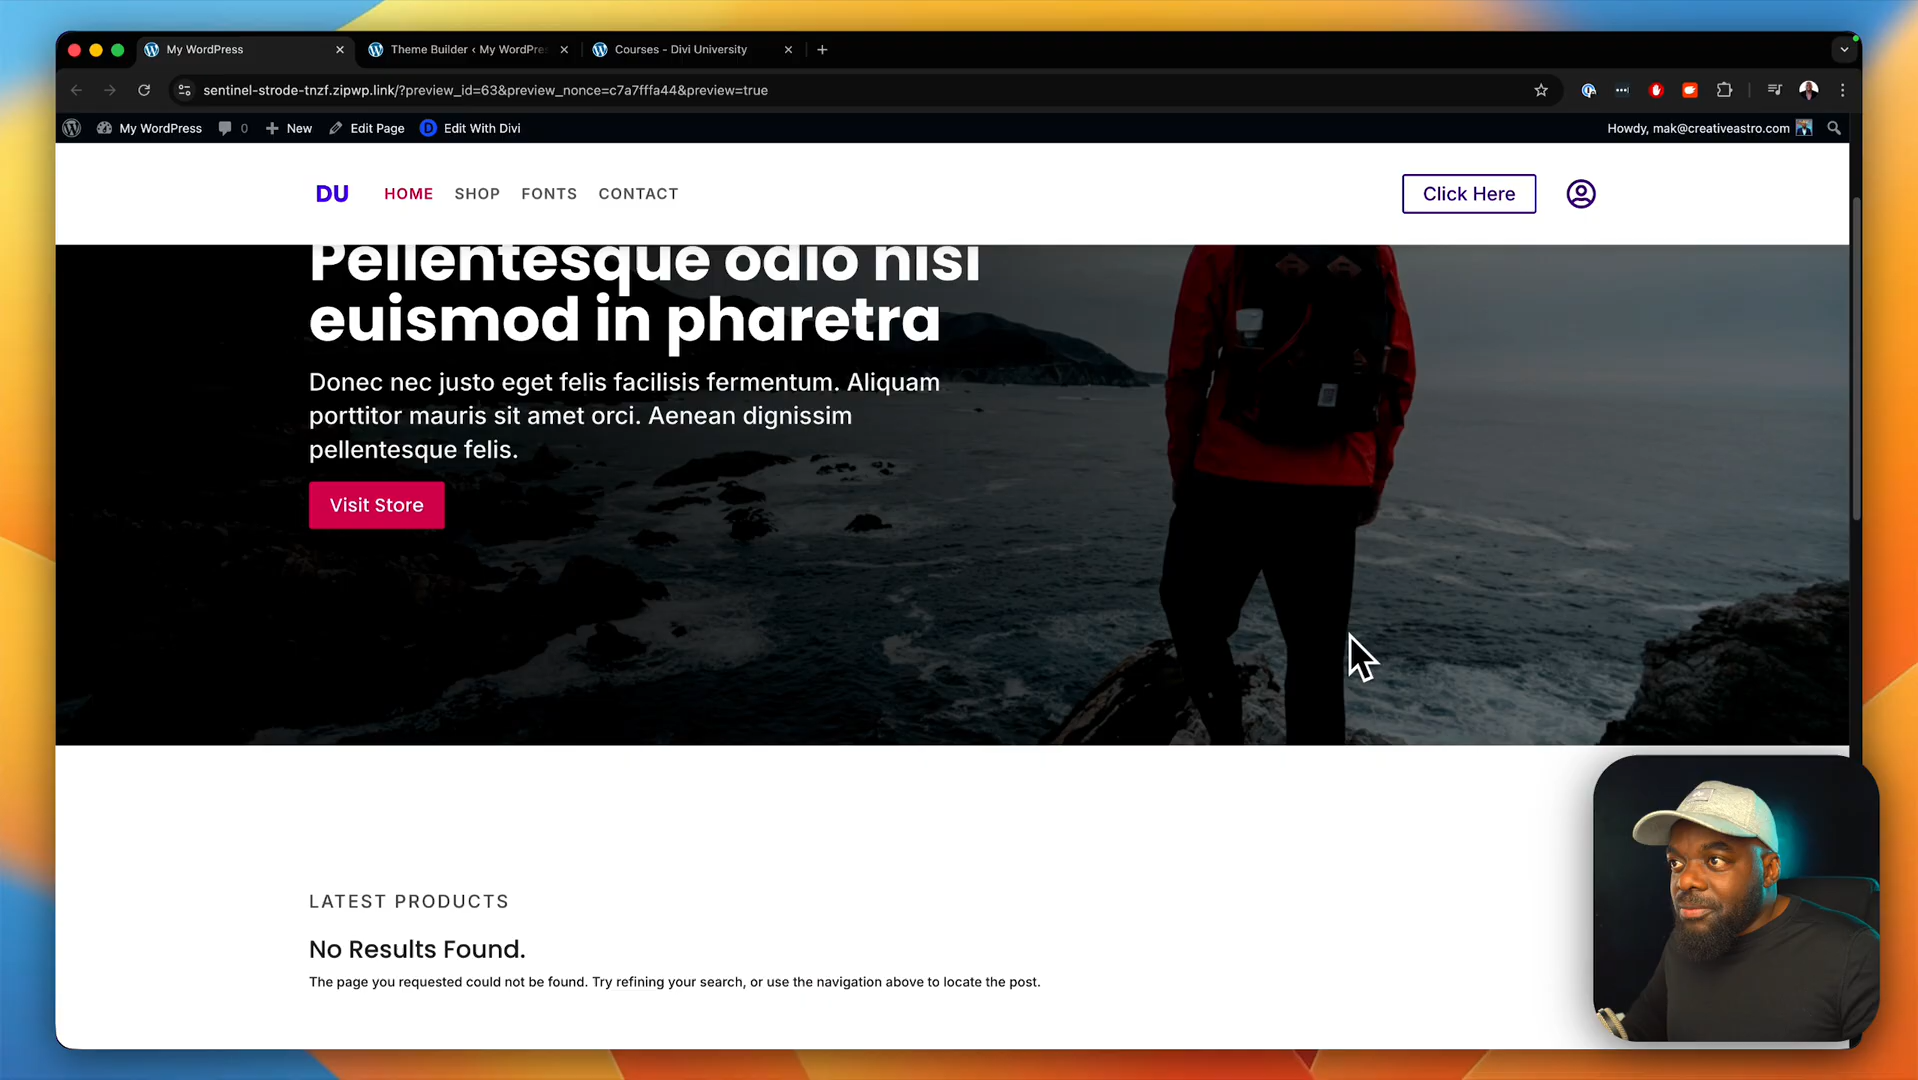 My WordPress
Theme Builder ‹ My WordPre
Courses - Divi University
sentinel-strode-tnzf.zipwp.link/?preview_id=63&preview_nonce=c7a7fffa44&preview=true
My WordPress 0 New Edit Page D Edit With Divi Howdy, mak@creativeastro.com
DU HOME SHOP FONTS CONTACT Click Here
Pellentesque odio nisi
euismod in pharetra
Donec nec justo eget felis facilisis fermentum. Aliquam
porttitor mauris sit amet orci. Aenean dignissim
pellentesque felis.
Visit Store
LATEST PRODUCTS
No Results Found.
The page you requested could not be found. Try refining your search, or use the navigation above to locate the post.